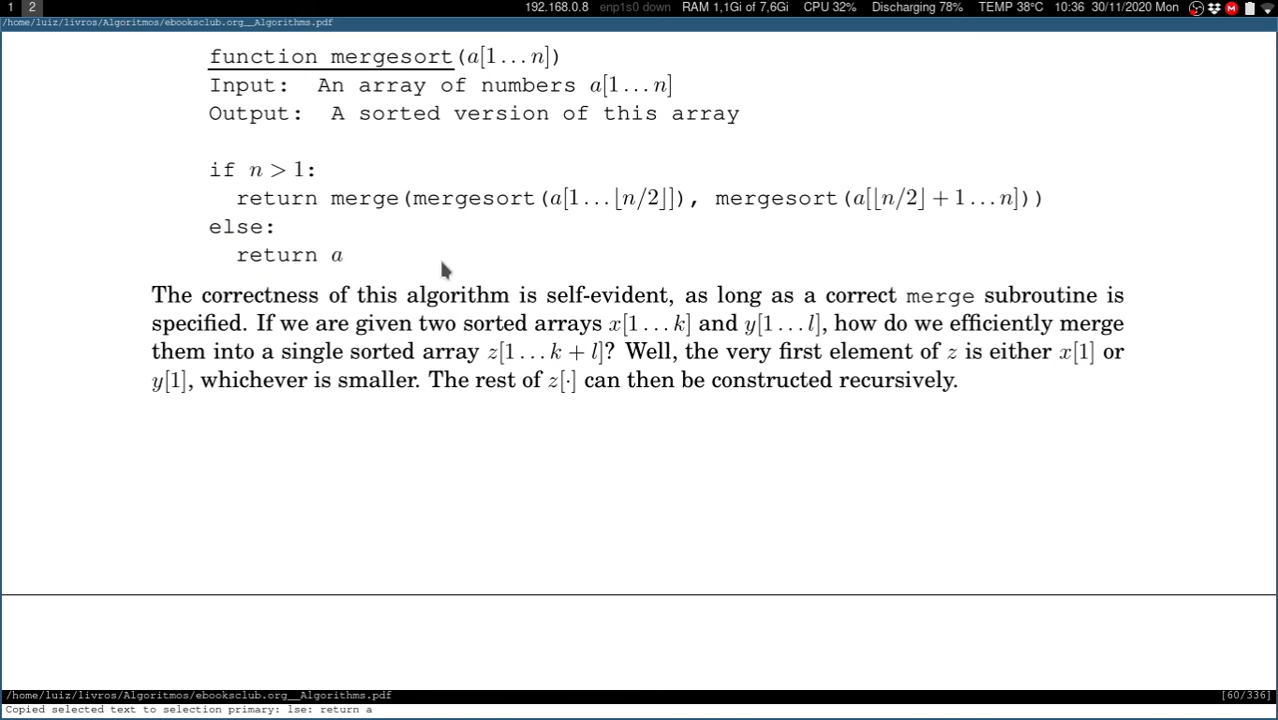 1 2 192.168.0.8 enp1s0 down RAM 1,1Gi of 7,6Gi CPU 32% Discharging 78% TEMP 38°C 10:36 30/11/2020 Mon
/home/luiz/livros/Algoritmos/ebooksclub.org__Algorithms.pdf
function mergesort(a[1...n])
Input: An array of numbers a[1...n]
Output: A sorted version of this array
if n > 1:
return merge(mergesort(a[1...⌊n/2⌋]), mergesort(a[⌊n/2⌋ + 1...n]))
else:
return a
The correctness of this algorithm is self-evident, as long as a correct merge subroutine is
specified. If we are given two sorted arrays x[1...k] and y[1...l], how do we efficiently merge
them into a single sorted array z[1...k + l]? Well, the very first element of z is either x[1] or
y[1], whichever is smaller. The rest of z[·] can then be constructed recursively.
/home/luiz/livros/Algoritmos/ebooksclub.org__Algorithms.pdf [60/336]
Copied selected text to selection primary: lse: return a